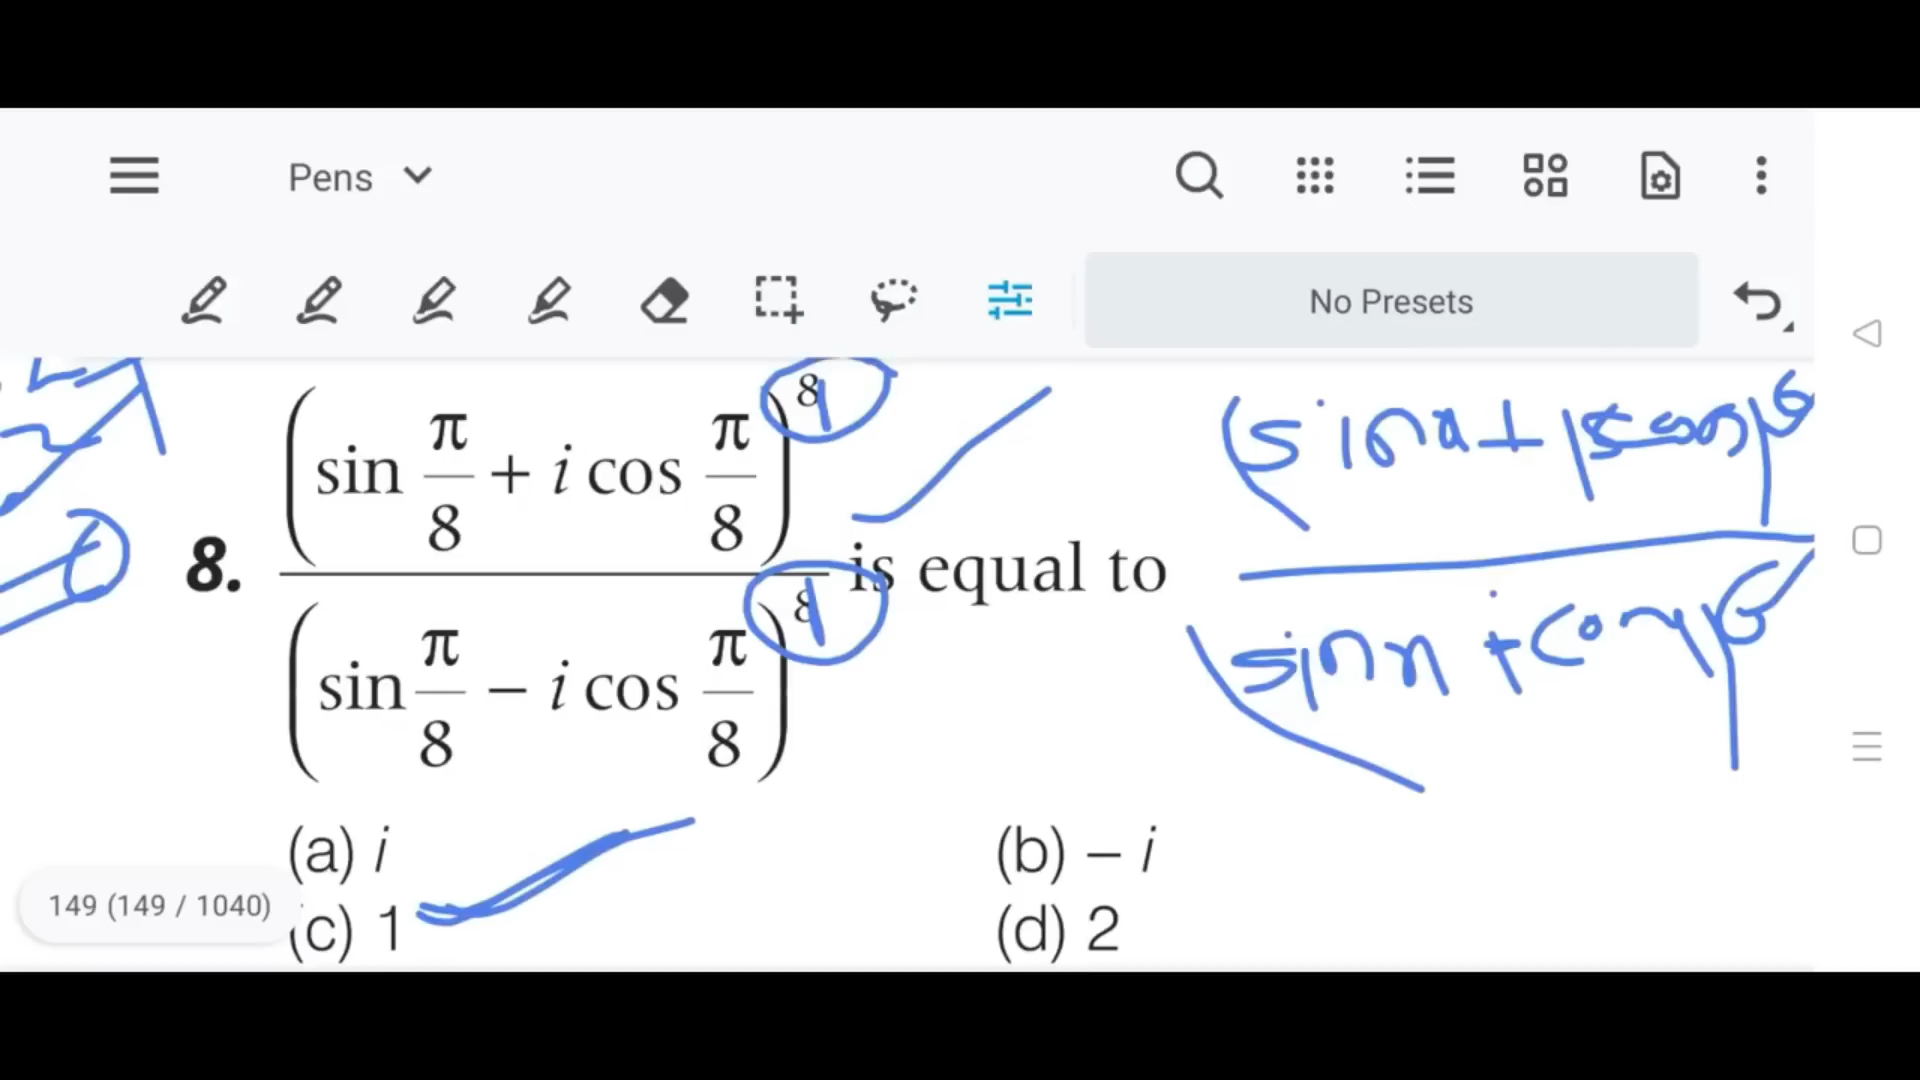 Pens
No Presets
8. (sin π/8 + i cos π/8)^8 / (sin π/8 − i cos π/8)^8 is equal to
(a) i (b) − i
(c) 1 (d) 2
149 (149 / 1040)